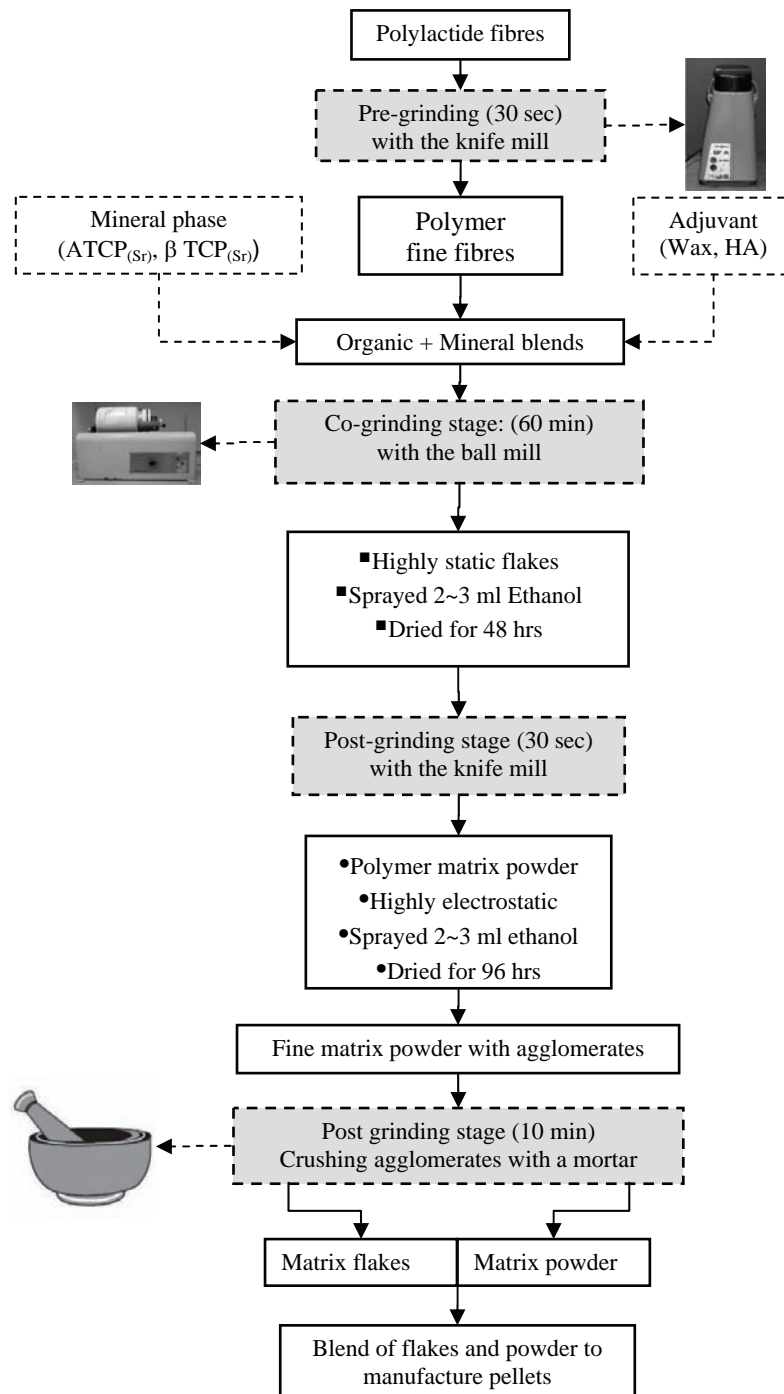 Polylactide fibres
Pre-grinding (30 sec)
with the knife mill
Mineral phase
(ATCP(Sr), β TCP(Sr))
Polymer
fine fibres
Adjuvant
(Wax, HA)
Organic + Mineral blends
Co-grinding stage: (60 min)
with the ball mill
▪Highly static flakes
▪Sprayed 2~3 ml Ethanol
▪Dried for 48 hrs
Post-grinding stage (30 sec)
with the knife mill
•Polymer matrix powder
•Highly electrostatic
•Sprayed 2~3 ml ethanol
•Dried for 96 hrs
Fine matrix powder with agglomerates
Post grinding stage (10 min)
Crushing agglomerates with a mortar
Matrix flakes
Matrix powder
Blend of flakes and powder to
manufacture pellets